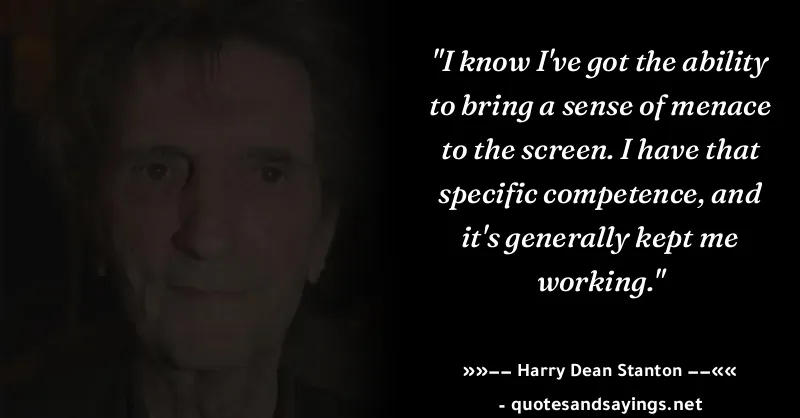 "I know I've got the ability
to bring a sense of menace
to the screen. I have that
specific competence, and
it's generally kept me
working."
»»–– Harry Dean Stanton ––««
- quotesandsayings.net